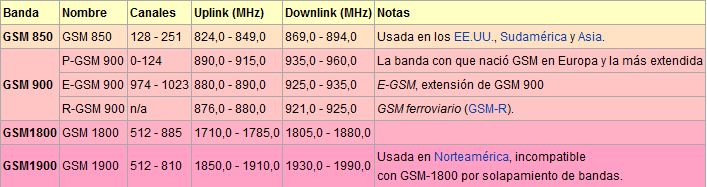 Banda Nombre Canales Uplink (MHz) Downlink (MHz) Notas
GSM 850 GSM 850 128 - 251 824,0 - 849,0 869,0 - 894,0 Usada en los EE.UU., Sudamérica y Asia.
GSM 900 P-GSM 900 0-124 890,0 - 915,0 935,0 - 960,0 La banda con que nació GSM en Europa y la más extendida
E-GSM 900 974 - 1023 880,0 - 890,0 925,0 - 935,0 E-GSM, extensión de GSM 900
R-GSM 900 n/a 876,0 - 880,0 921,0 - 925,0 GSM ferroviario (GSM-R).
GSM1800 GSM 1800 512 - 885 1710,0 - 1785,0 1805,0 - 1880,0
GSM1900 GSM 1900 512 - 810 1850,0 - 1910,0 1930,0 - 1990,0 Usada en Norteamérica, incompatible
con GSM-1800 por solapamiento de bandas.